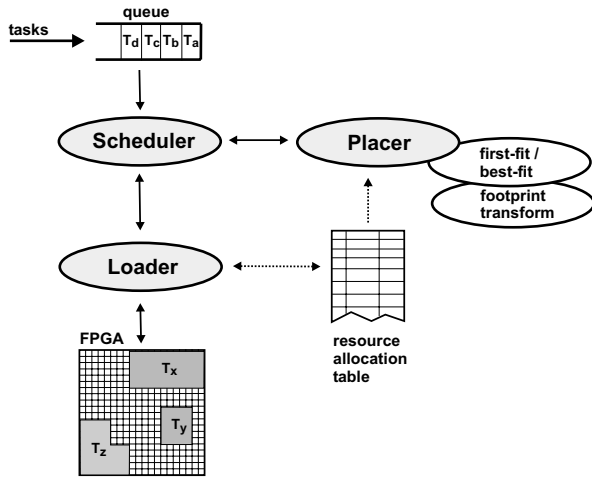 queue
tasks
Td Tc Tb Ta
Scheduler
Placer
first-fit /
best-fit
footprint
transform
Loader
FPGA
resource
allocation
table
Tx
Ty
Tz